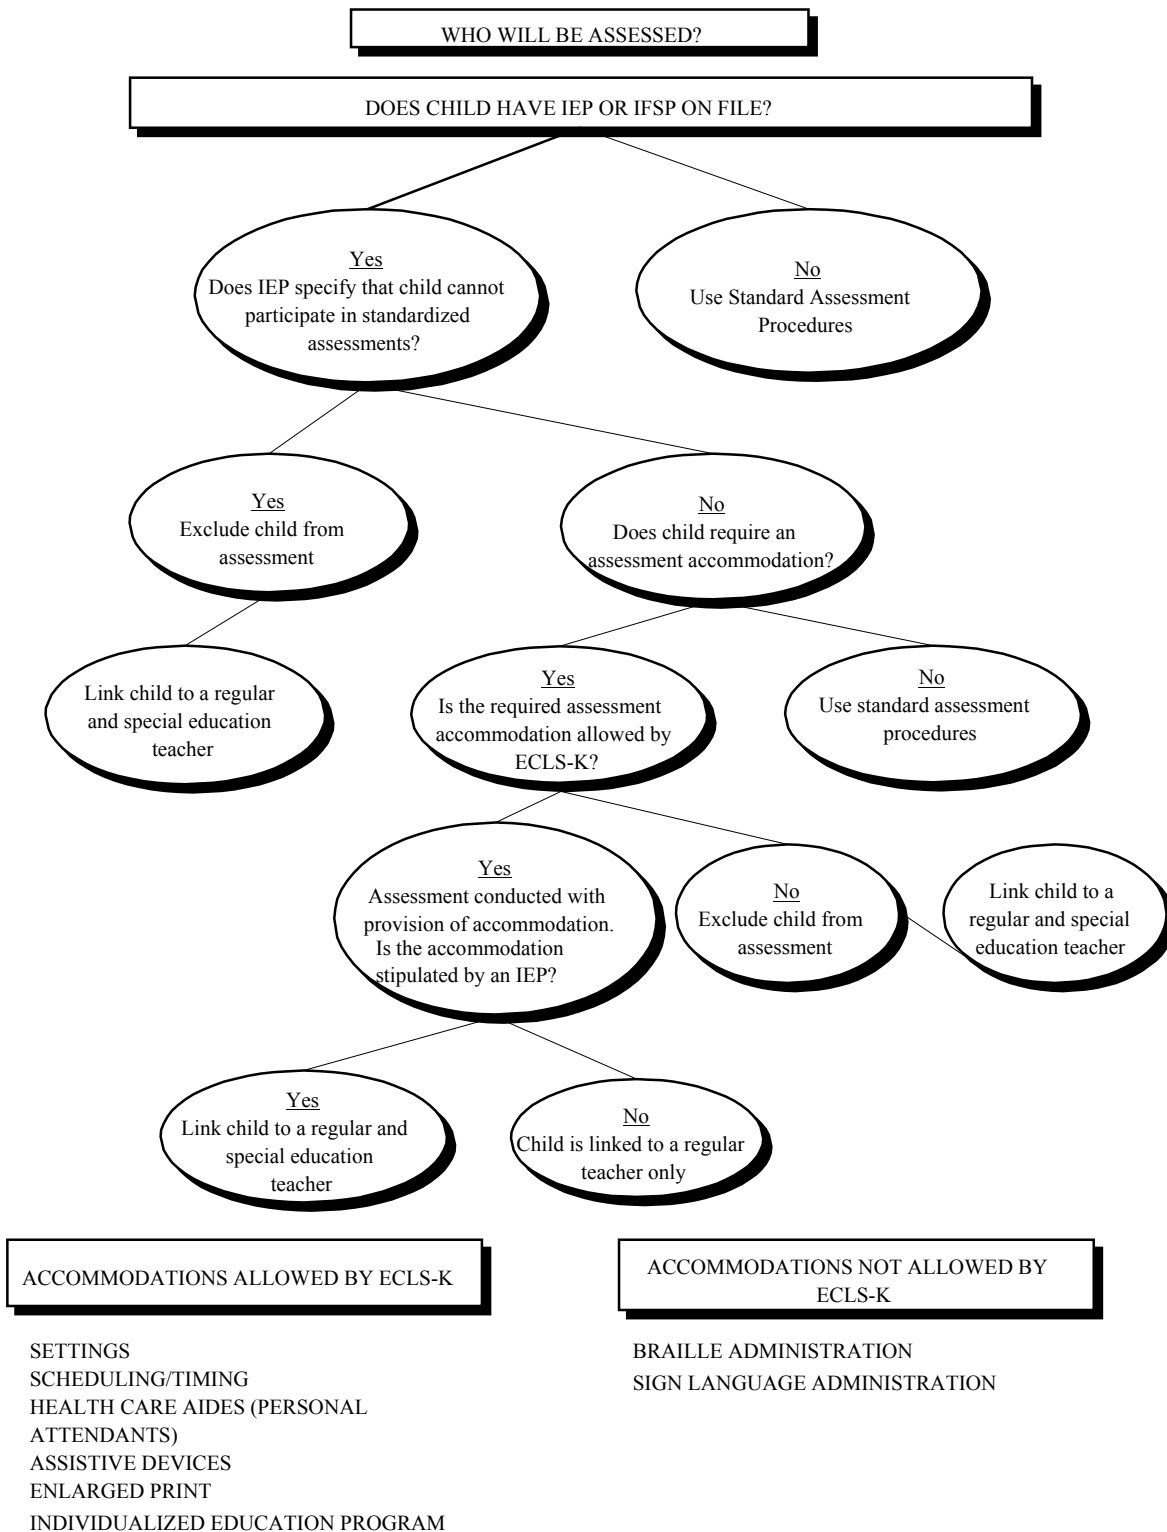 WHO WILL BE ASSESSED?
DOES CHILD HAVE IEP OR IFSP ON FILE?
Yes
Does IEP specify that child cannot
participate in standardized
assessments?
No
Use Standard Assessment
Procedures
Yes
Exclude child from
assessment
No
Does child require an
assessment accommodation?
Link child to a regular
and special education
teacher
Yes
Is the required assessment
accommodation allowed by
ECLS-K?
No
Use standard assessment
procedures
Yes
Assessment conducted with
provision of accommodation.
Is the accommodation
stipulated by an IEP?
No
Exclude child from
assessment
Link child to a
regular and special
education teacher
Yes
Link child to a regular and
special education
teacher
No
Child is linked to a regular
teacher only
ACCOMMODATIONS ALLOWED BY ECLS-K
SETTINGS
SCHEDULING/TIMING
HEALTH CARE AIDES (PERSONAL
ATTENDANTS)
ASSISTIVE DEVICES
ENLARGED PRINT
INDIVIDUALIZED EDUCATION PROGRAM
ACCOMMODATIONS NOT ALLOWED BY
ECLS-K
BRAILLE ADMINISTRATION
SIGN LANGUAGE ADMINISTRATION